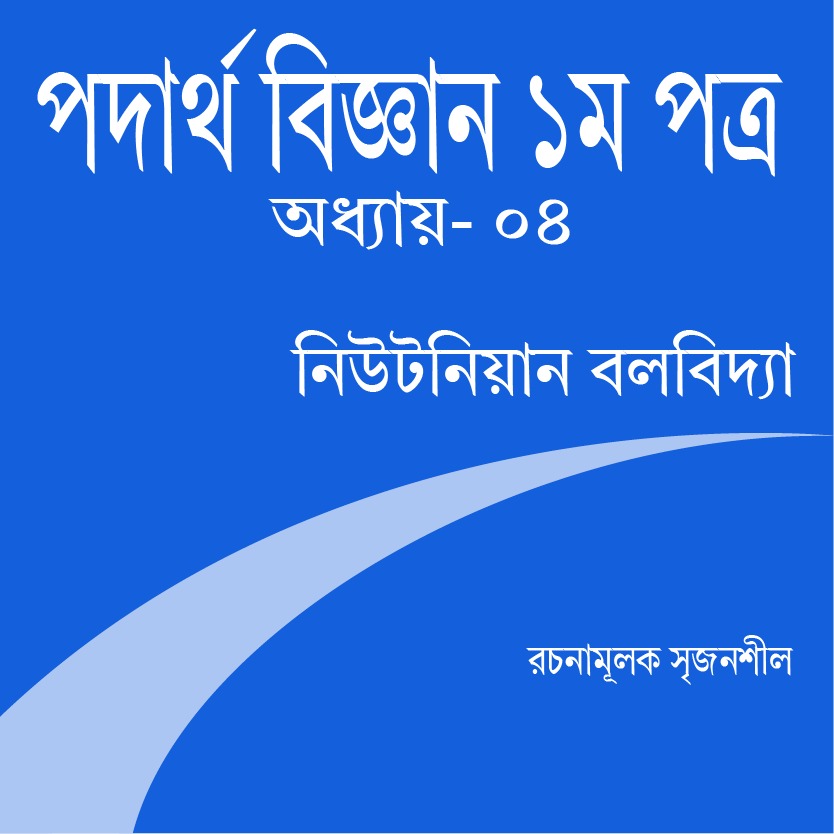 পদার্থ বিজ্ঞান ১ম পত্র
অধ্যায়- ০৪
নিউটনিয়ান বলবিদ্যা
রচনামূলক সৃজনশীল